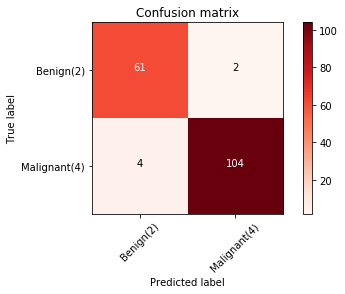 Confusion matrix
True label
Benign(2)
Malignant(4)
61
2
4
104
Benign(2)
Malignant(4)
Predicted label
100
80
60
40
20